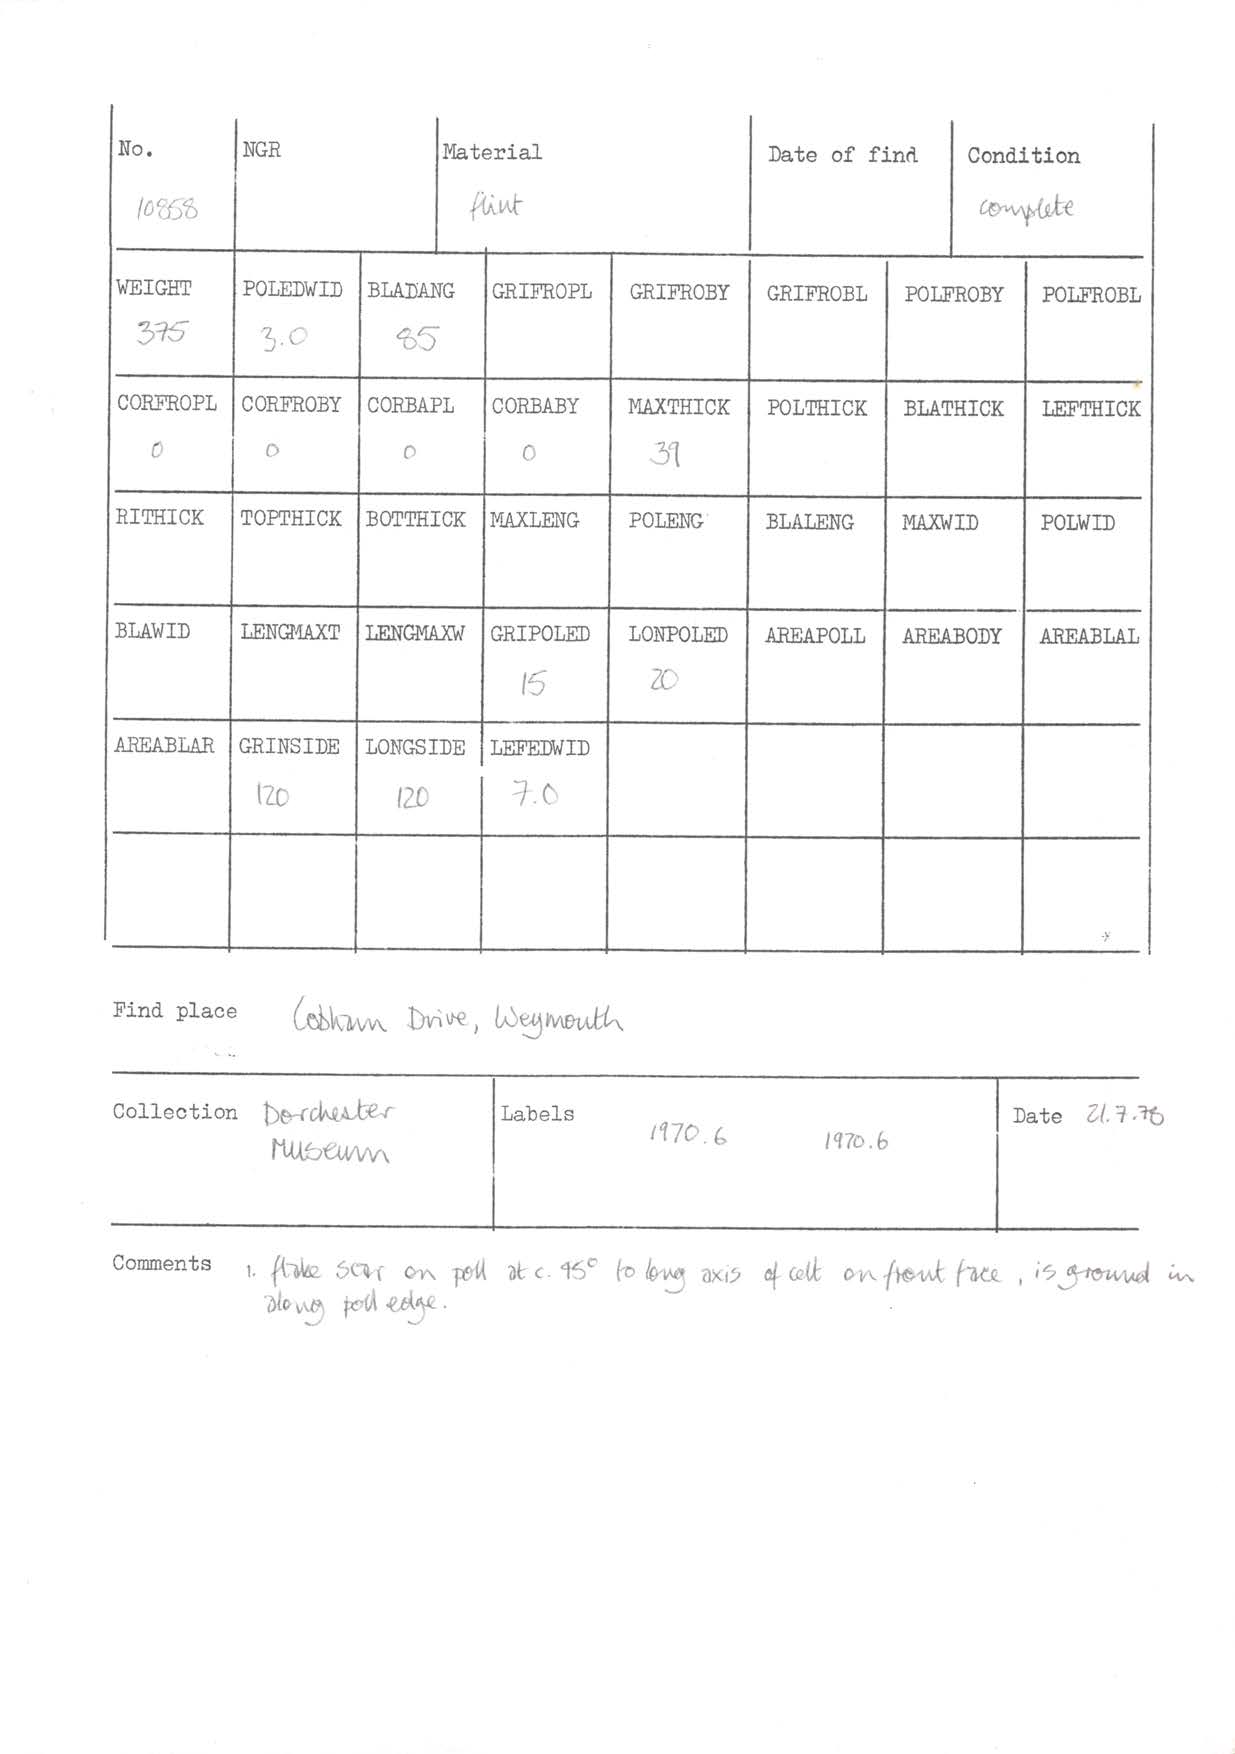 No. NGR Material Date of find Condition
10858 flint complete
WEIGHT POLEDWID BLADANG GRIFROPL GRIFROBY GRIFROBL POLFROBY POLFROBL
375 3.0 85
CORFROPL CORFROBY CORBAPL CORBABY MAXTHICK POLTHICK BLATHICK LEFTHICK
0 0 0 0 39
RITHICK TOPTHICK BOTTHICK MAXLENG POLENG BLALENG MAXWID POLWID
BLAWID LENGMAXT LENGMAXW GRIPOLED LONPOLED AREAPOLL AREABODY AREABLAL
15 20
AREABLAR GRINSIDE LONGSIDE LEFEDWID
120 120 7.0
Find place Cobham Drive, Weymouth
Collection Dorchester Labels 1970.6 1970.6 Date 21.7.78
Museum
Comments 1. flake scar on poll at c. 45° to long axis of celt on front face, is ground in
along poll edge.